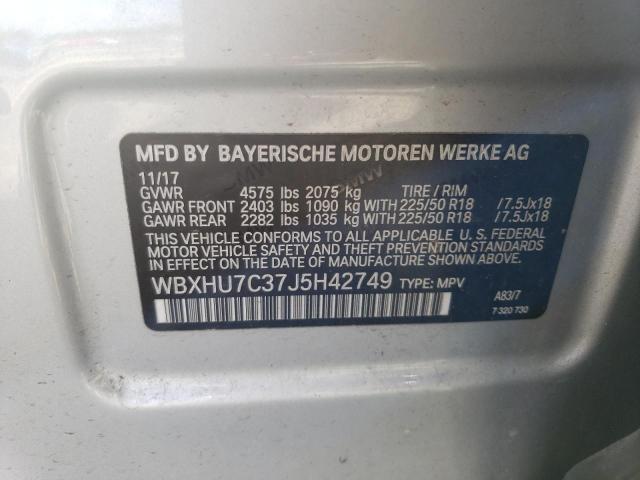 MFD BY BAYERISCHE MOTOREN WERKE AG
11/17
GVWR 4575 lbs 2075 kg TIRE / RIM
GAWR FRONT 2403 lbs 1090 kg WITH 225/50 R18 / 7.5Jx18
GAWR REAR 2282 lbs 1035 kg WITH 225/50 R18 / 7.5Jx18
THIS VEHICLE CONFORMS TO ALL APPLICABLE U. S. FEDERAL
MOTOR VEHICLE SAFETY AND THEFT PREVENTION STANDARDS
IN EFFECT ON THE DATE OF MANUFACTURE SHOWN ABOVE:
WBXHU7C37J5H42749 TYPE: MPV
A83/7
7 320 730